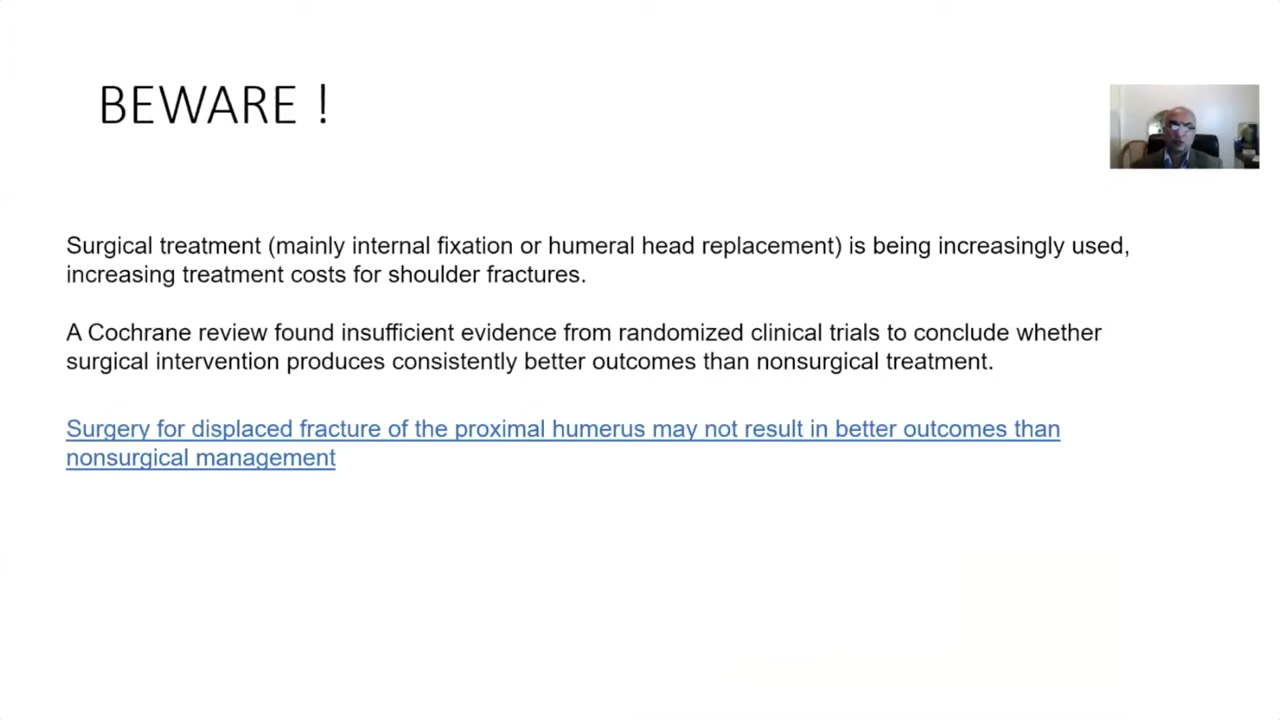 BEWARE !
Surgical treatment (mainly internal fixation or humeral head replacement) is being increasingly used,
increasing treatment costs for shoulder fractures.
A Cochrane review found insufficient evidence from randomized clinical trials to conclude whether
surgical intervention produces consistently better outcomes than nonsurgical treatment.
Surgery for displaced fracture of the proximal humerus may not result in better outcomes than
nonsurgical management